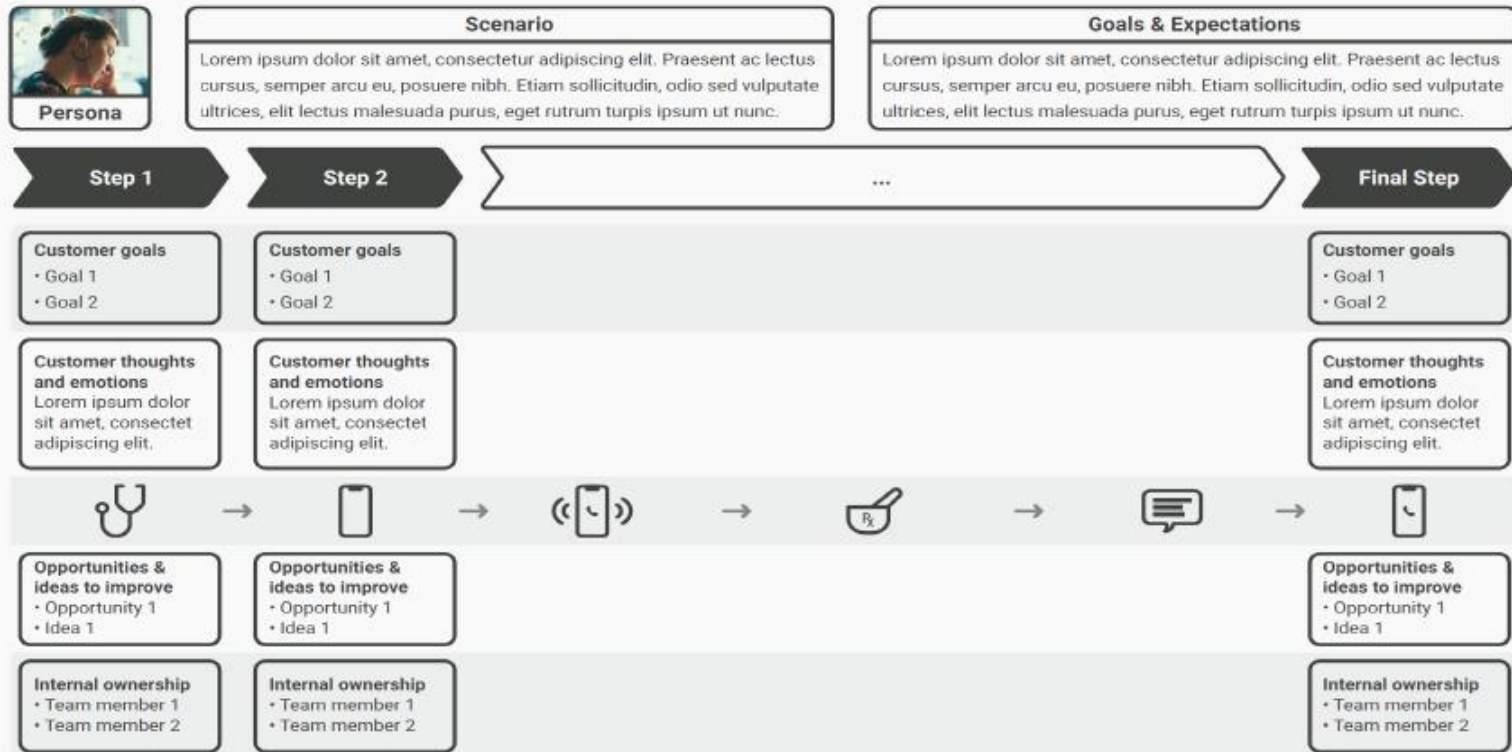 Persona
Scenario
Lorem ipsum dolor sit amet, consectetur adipiscing elit. Praesent ac lectus
cursus, semper arcu eu, posuere nibh. Etiam sollicitudin, odio sed vulputate
ultrices, elit lectus malesuada purus, eget rutrum turpis ipsum ut nunc.
Goals & Expectations
Lorem ipsum dolor sit amet, consectetur adipiscing elit. Praesent ac lectus
cursus, semper arcu eu, posuere nibh. Etiam sollicitudin, odio sed vulputate
ultrices, elit lectus malesuada purus, eget rutrum turpis ipsum ut nunc.
Step 1
Step 2
...
Final Step
Customer goals
• Goal 1
• Goal 2
Customer goals
• Goal 1
• Goal 2
Customer goals
• Goal 1
• Goal 2
Customer thoughts
and emotions
Lorem ipsum dolor
sit amet, consectet
adipiscing elit.
Customer thoughts
and emotions
Lorem ipsum dolor
sit amet, consectet
adipiscing elit.
Customer thoughts
and emotions
Lorem ipsum dolor
sit amet, consectet
adipiscing elit.
℞
Opportunities &
ideas to improve
• Opportunity 1
• Idea 1
Opportunities &
ideas to improve
• Opportunity 1
• Idea 1
Opportunities &
ideas to improve
• Opportunity 1
• Idea 1
Internal ownership
• Team member 1
• Team member 2
Internal ownership
• Team member 1
• Team member 2
Internal ownership
• Team member 1
• Team member 2